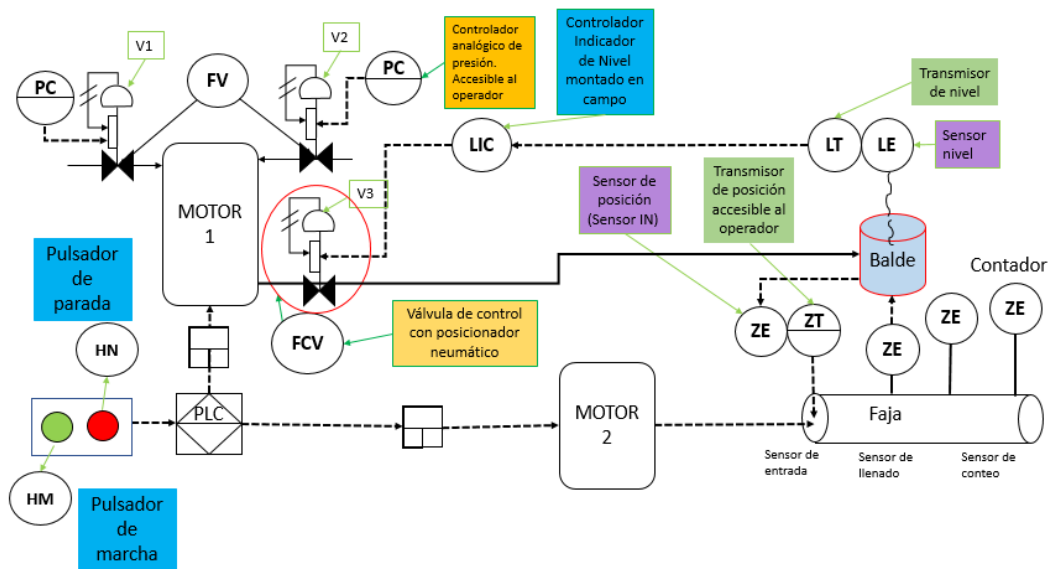 V1
V2
FV
PC
PC
Controlador
analógico de
presión.
Accesible al
operador
Controlador
Indicador
de Nivel
montado en
campo
Transmisor
de nivel
LIC
LT
LE
Sensor
nivel
V3
MOTOR
1
Sensor de
posición
(Sensor IN)
Transmisor
de posición
accesible al
operador
Balde
Contador
Pulsador
de
parada
Válvula de control
con posicionador
neumático
FCV
ZE
ZT
ZE
ZE
ZE
HN
PLC
MOTOR
2
Faja
Sensor de
entrada
Sensor de
llenado
Sensor de
conteo
HM
Pulsador
de
marcha